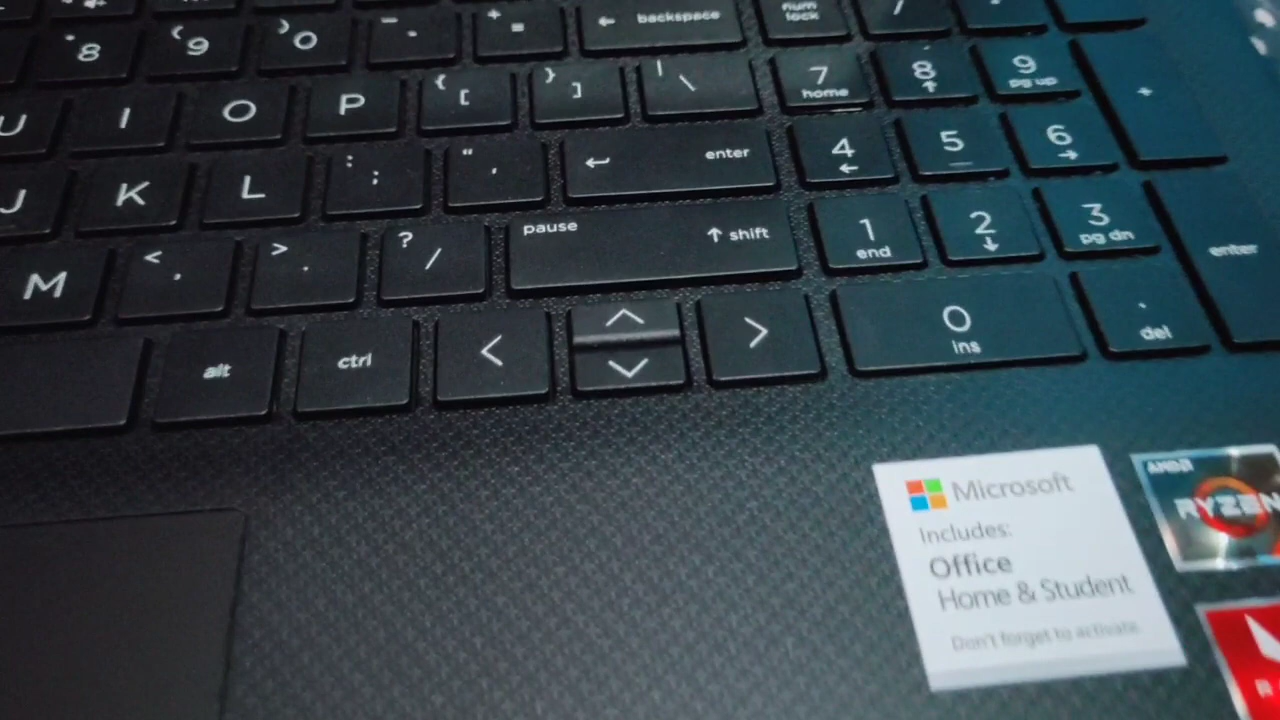 * 8
( 9
) 0
- -
+ =
← backspace
num
lock
/
U
I
O
P
{ [
} ]
| \
7
home
8
↑
9
pg up
+
J
K
L
: ;
" '
↵ enter
4
←
5
6
→
M
< ,
> .
? /
pause
↑ shift
1
end
2
↓
3
pg dn
enter
alt
ctrl
<
^
v
>
0
ins
.
del
Microsoft
Includes:
Office
Home & Student
Don't forget to activate.
AMD
RYZEN